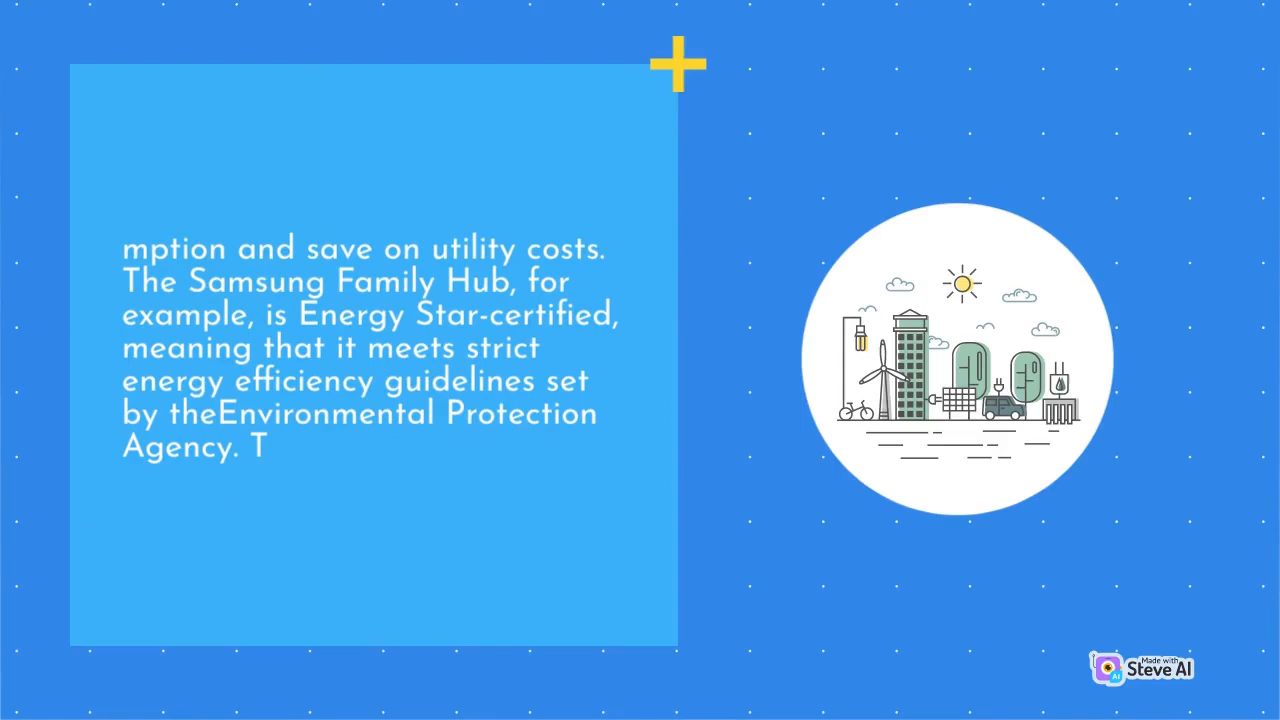 mption and save on utility costs.
The Samsung Family Hub, for
example, is Energy Star-certified,
meaning that it meets strict
energy efficiency guidelines set
by theEnvironmental Protection
Agency. T
Made with
Steve AI
AI